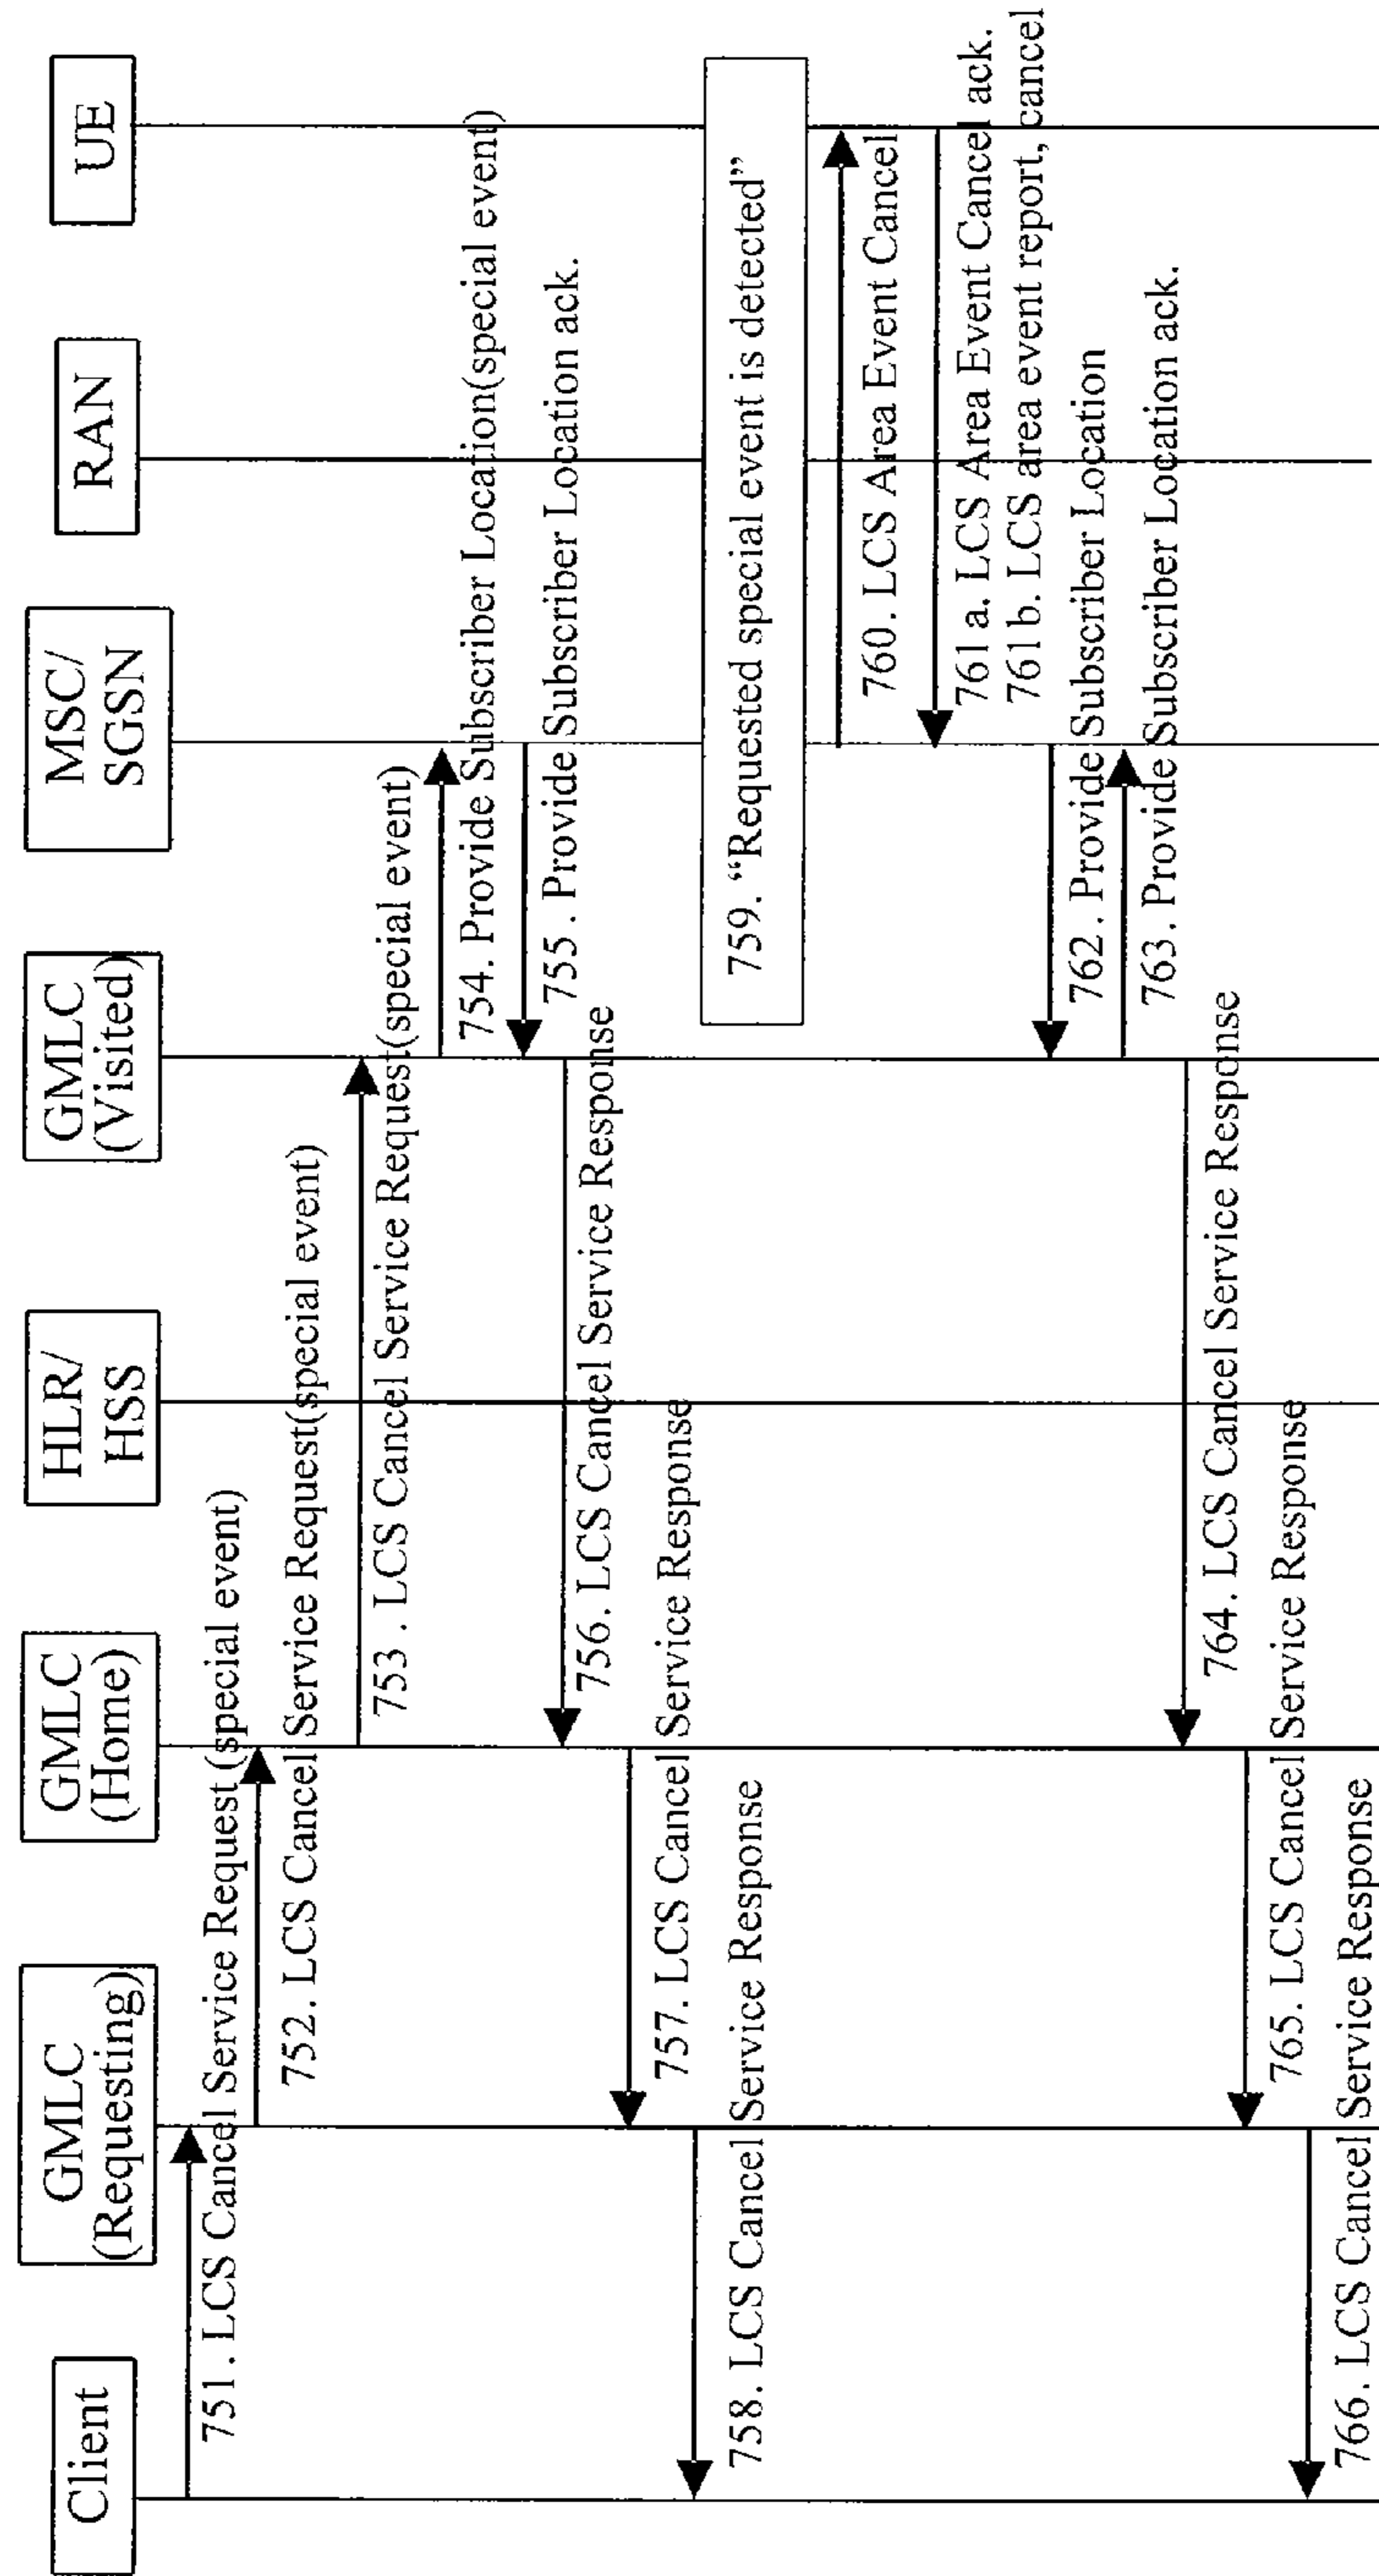 Client
GMLC
(Requesting)
GMLC
(Home)
HLR/
HSS
GMLC
(Visited)
MSC/
SGSN
RAN
UE
751. LCS Cancel Service Request (special event)
752. LCS Cancel Service Request(special event)
753. LCS Cancel Service Request(special event)
754. Provide Subscriber Location(special event)
755. Provide Subscriber Location ack.
756. LCS Cancel Service Response
757. LCS Cancel Service Response
758. LCS Cancel Service Response
759. “Requested special event is detected”
760. LCS Area Event Cancel
761a. LCS Area Event Cancel ack.
761b. LCS area event report, cancel
762. Provide Subscriber Location
763. Provide Subscriber Location ack.
764. LCS Cancel Service Response
765. LCS Cancel Service Response
766. LCS Cancel Service Response